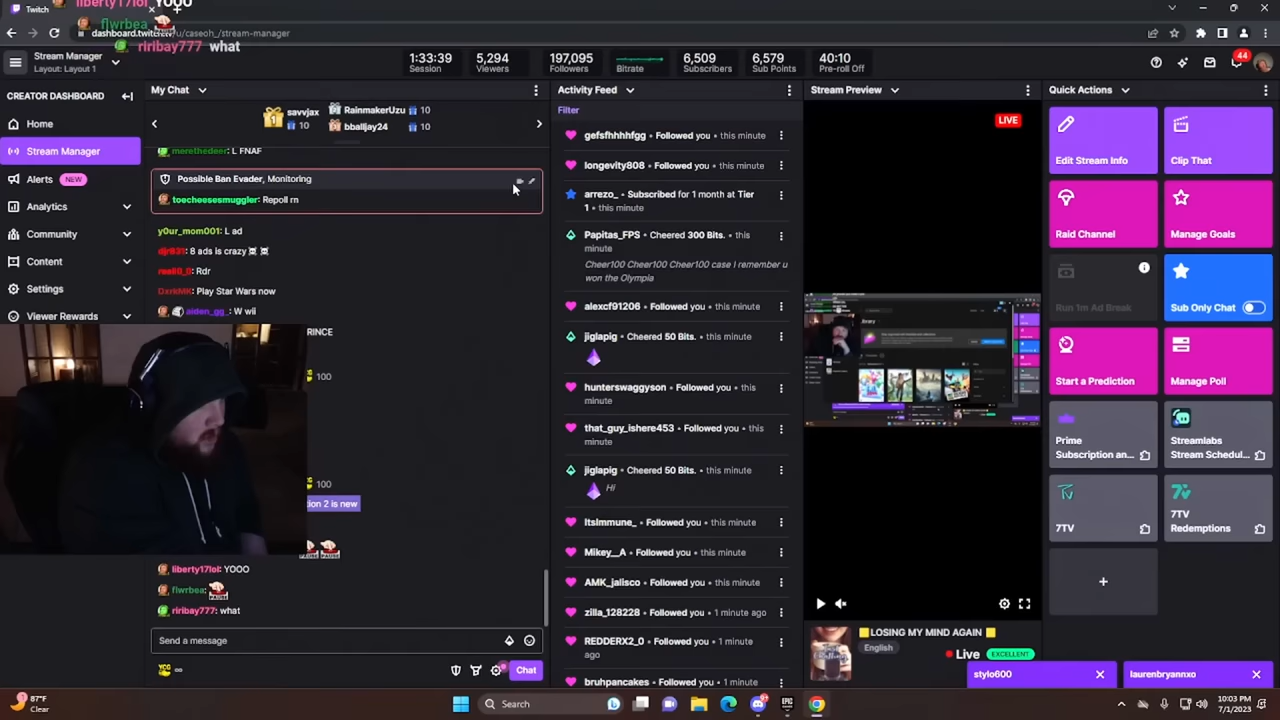 liberty17lol: YOOO
Twitch
flwrbea
dashboard.twitch.tv/u/caseoh_/stream-manager
riribay777 what
Stream Manager
Layout: Layout 1
1:33:39
Session
5,294
Viewers
197,095
Followers
Bitrate
6,509
Subscribers
6,579
Sub Points
40:10
Pre-roll Off
44
CREATOR DASHBOARD
Home
Stream Manager
Alerts NEW
Analytics
Community
Content
Settings
Viewer Rewards
My Chat
1
savvjax
10
RainmakerUzu 10
bballjay24 10
merethedeer: L FNAF
Possible Ban Evader, Monitoring
toecheesesmuggler: Repoll rn
y0ur_mom001: L ad
djr931: 8 ads is crazy
Rdr
DxrkMK: Play Star Wars now
aiden_gg_: W wii
RINCE
100
100
ion 2 is new
liberty17lol: YOOO
flwrbea:
riribay777: what
Send a message
Chat
Activity Feed
Filter
gefsfhhhhfgg • Followed you • this minute
longevity808 • Followed you • this minute
arrezo_ • Subscribed for 1 month at Tier
1 • this minute
Papitas_FPS • Cheered 300 Bits. • this
minute
Cheer100 Cheer100 Cheer100 case I remember u
won the Olympia
alexcf91206 • Followed you • this minute
jiglapig • Cheered 50 Bits. • this minute
hunterswaggyson • Followed you • this
minute
that_guy_ishere453 • Followed you • this
minute
jiglapig • Cheered 50 Bits. • this minute
Hi
ItsImmune_ • Followed you • this minute
Mikey__A • Followed you • this minute
AMK_jalisco • Followed you • this minute
zilla_128228 • Followed you • 1 minute ago
REDDERX2_0 • Followed you • 1 minute
ago
bruhpancakes • Followed you • 1 minute
Stream Preview
LIVE
LOSING MY MIND AGAIN
English
Live EXCELLENT
Quick Actions
Edit Stream Info
Clip That
Raid Channel
Manage Goals
Run 1m Ad Break
Sub Only Chat
Start a Prediction
Manage Poll
Prime
Subscription an...
Streamlabs
Stream Schedul...
7TV
7TV
Redemptions
stylo600
laurenbryannxo
87°F
Clear
Search
10:03 PM
7/1/2023